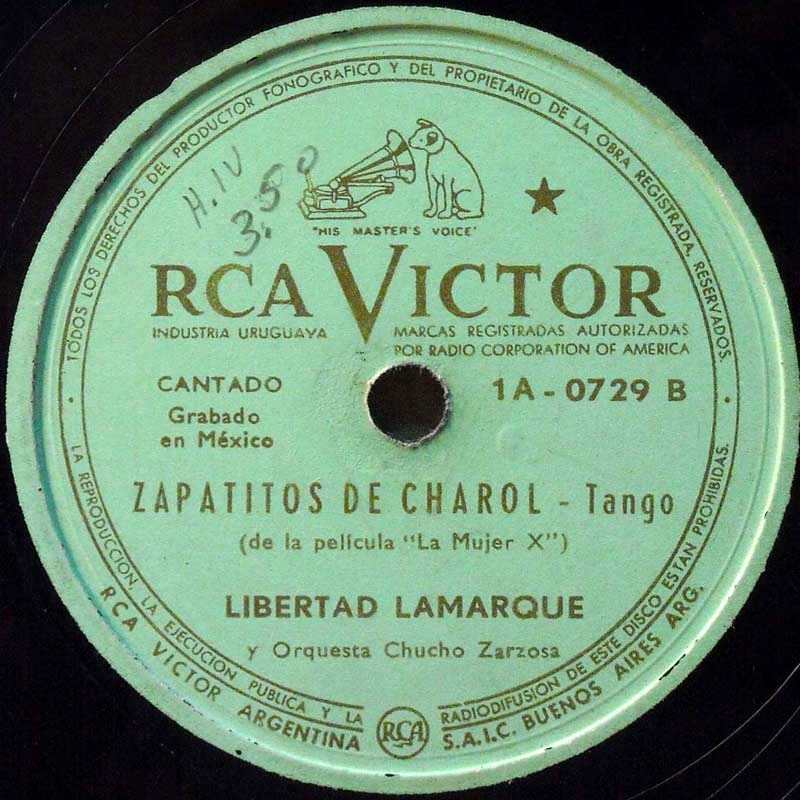 TODOS LOS DERECHOS DEL PRODUCTOR FONOGRAFICO Y DEL PROPIETARIO DE LA OBRA REGISTRADA, RESERVADOS.
H.IV
3.50
"HIS MASTER'S VOICE"
RCA VICTOR
INDUSTRIA URUGUAYA
MARCAS REGISTRADAS AUTORIZADAS
POR RADIO CORPORATION OF AMERICA
CANTADO
1A - 0729 B
Grabado
en México
ZAPATITOS DE CHAROL - Tango
(de la película "La Mujer X")
LIBERTAD LAMARQUE
y Orquesta Chucho Zarzosa
LA REPRODUCCION, LA EJECUCION PUBLICA Y LA RADIODIFUSION DE ESTE DISCO ESTAN PROHIBIDAS.
RCA VICTOR ARGENTINA RCA S.A.I.C. BUENOS AIRES ARG.